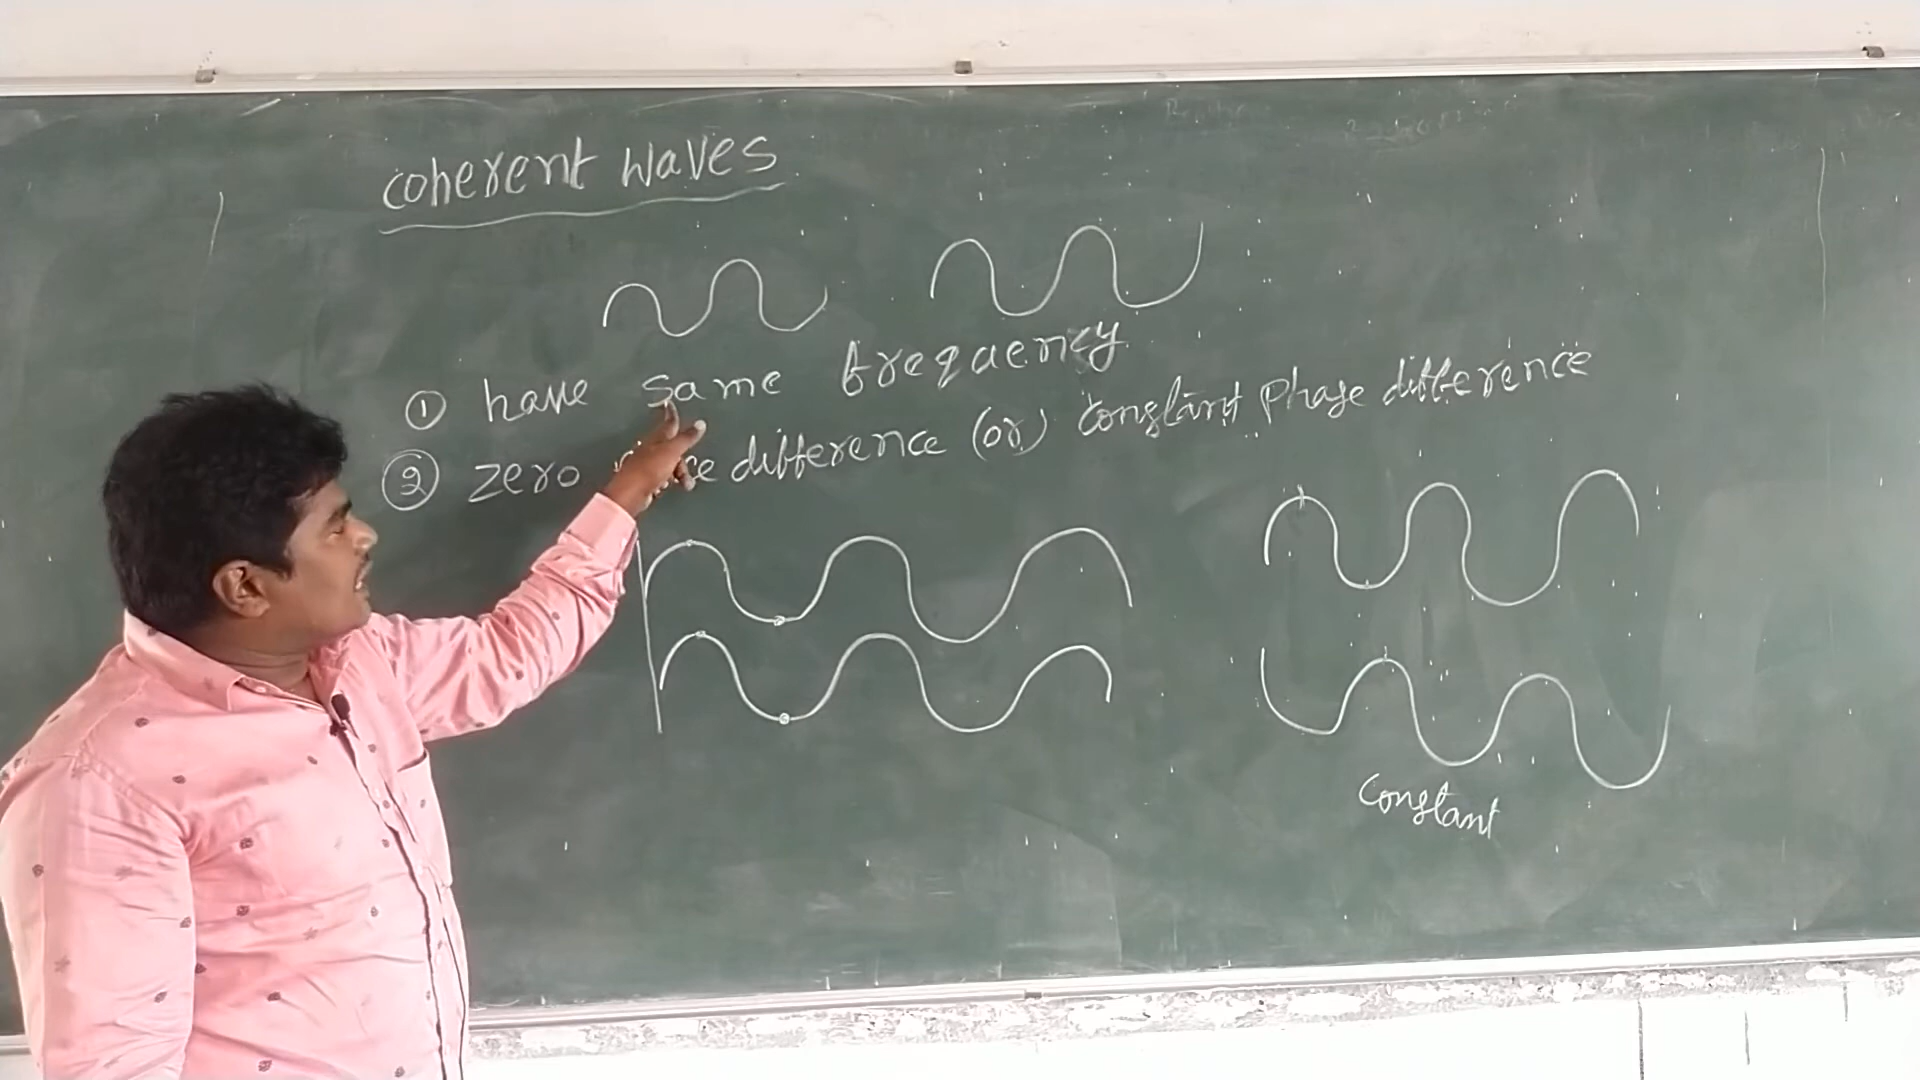 coherent waves
① have same frequency
② zero difference (or) constant phase difference
constant